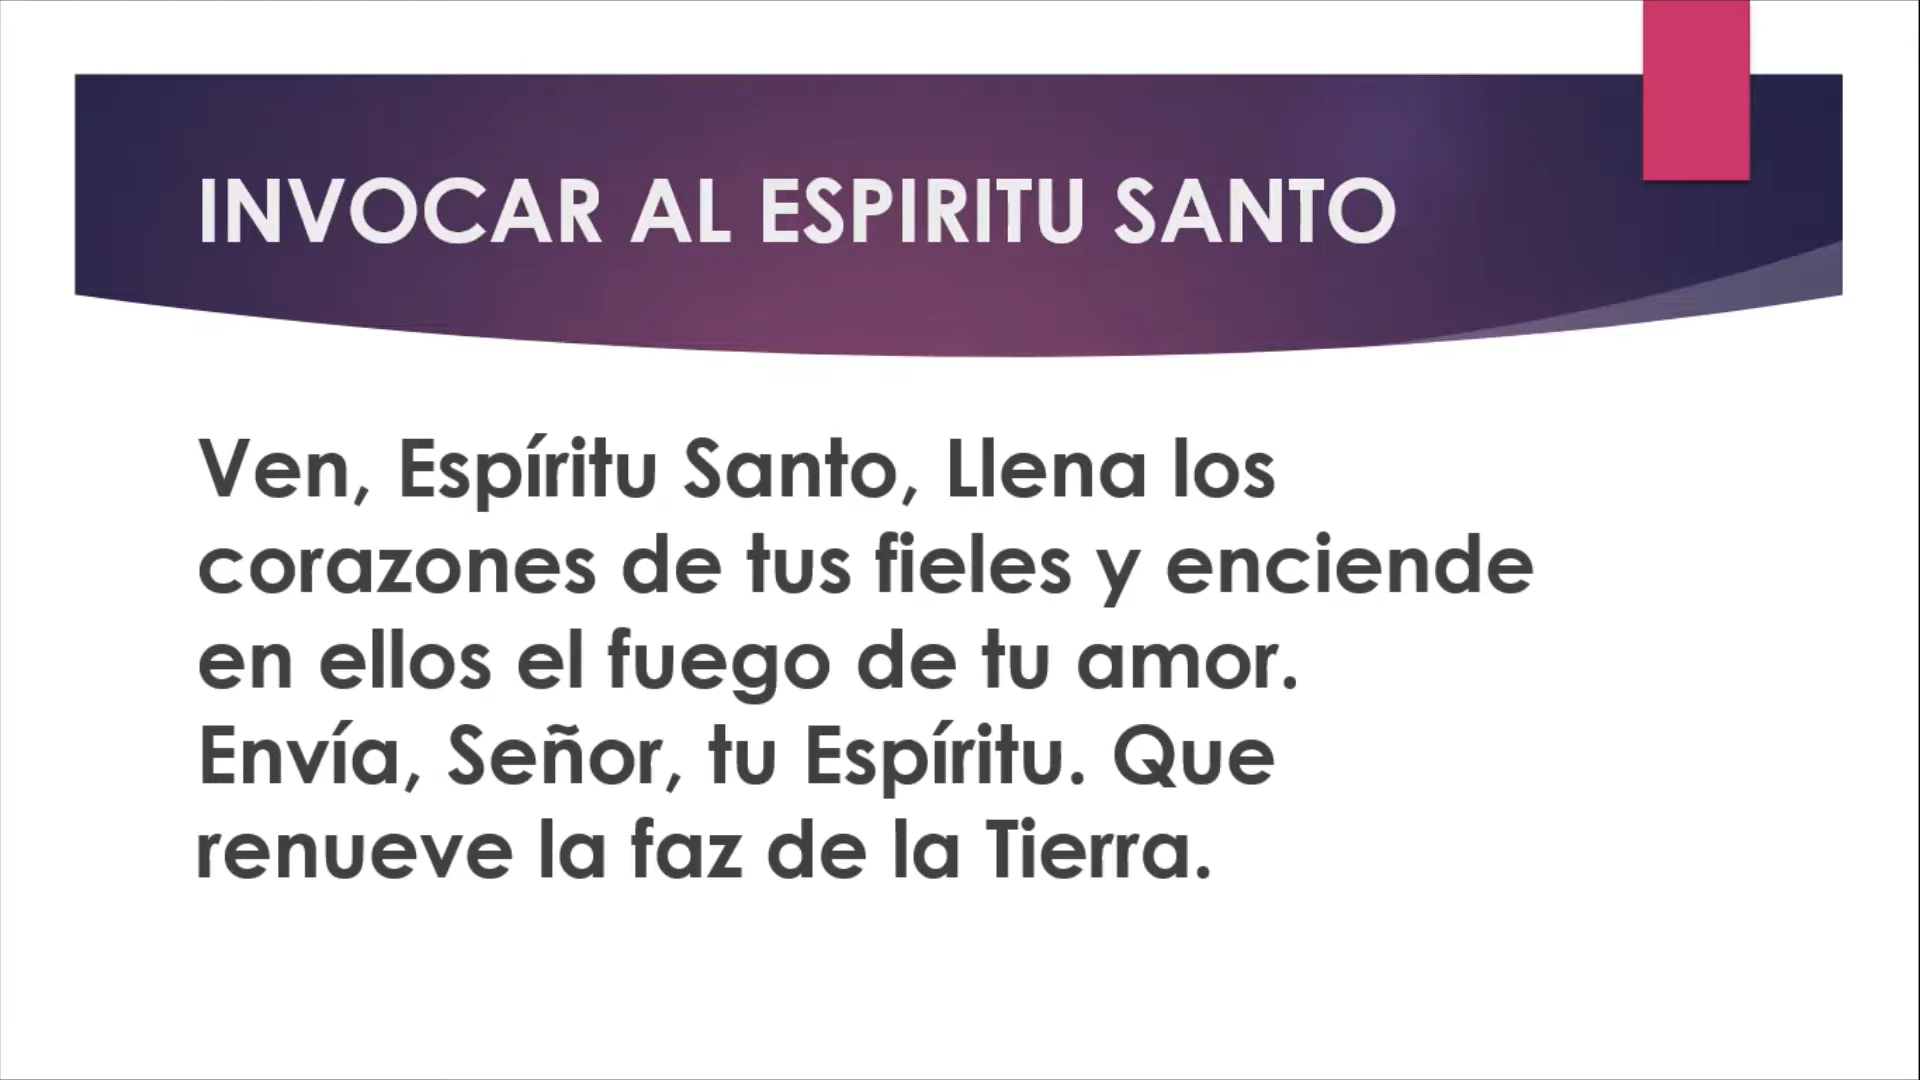 INVOCAR AL ESPIRITU SANTO
Ven, Espíritu Santo, Llena los
corazones de tus fieles y enciende
en ellos el fuego de tu amor.
Envía, Señor, tu Espíritu. Que
renueve la faz de la Tierra.